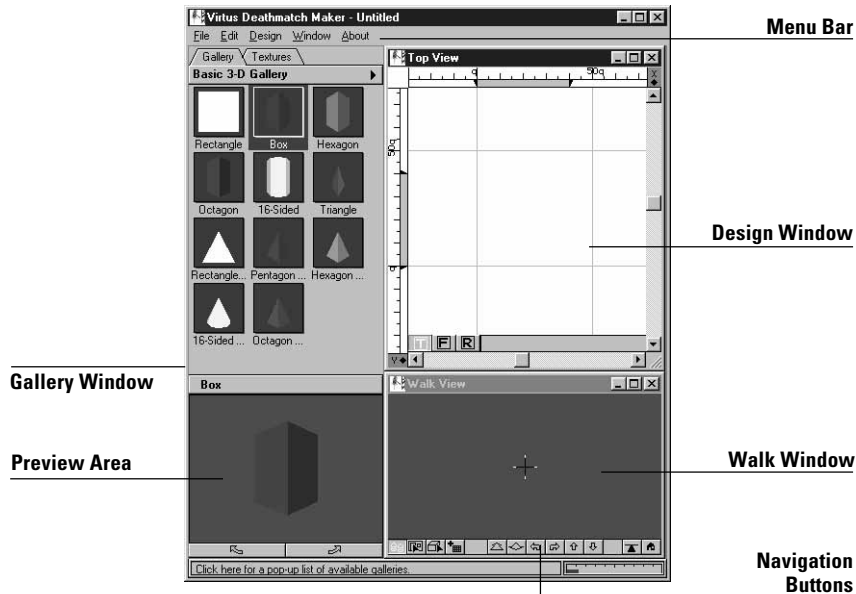 Virtus Deathmatch Maker - Untitled
File Edit Design Window About
Menu Bar
Gallery Textures
Top View
Basic 3-D Gallery
q 50q
X
Rectangle Box Hexagon
50q
Octagon 16-Sided Triangle
Design Window
q
Rectangle... Pentagon ... Hexagon ...
16-Sided ... Octagon ...
T F R
Y
Gallery Window
Box
Walk View
Preview Area
Walk Window
Click here for a pop-up list of available galleries.
Navigation
Buttons